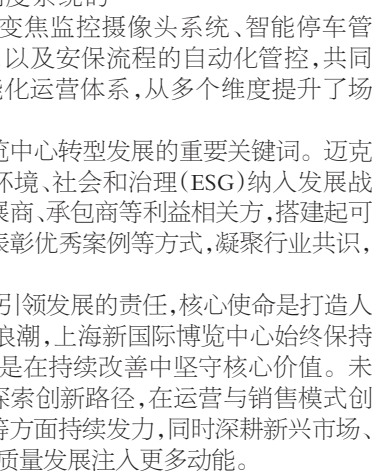 变焦监控摄像头系统、智能停车管
以及安保流程的自动化管控，共同
能化运营体系，从多个维度提升了场
览中心转型发展的重要关键词。迈克
环境、社会和治理（ESG）纳入发展战
展商、承包商等利益相关方，搭建起可
表彰优秀案例等方式，凝聚行业共识，
引领发展的责任，核心使命是打造人
浪潮，上海新国际博览中心始终保持
是在持续改善中坚守核心价值。未
探索创新路径，在运营与销售模式创
等方面持续发力，同时深耕新兴市场、
质量发展注入更多动能。